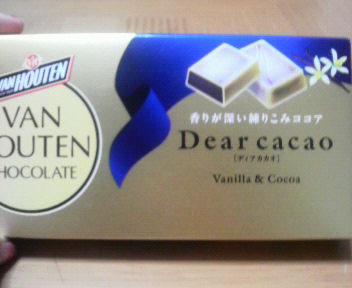 VAN HOUTEN
VAN
OUTEN
CHOCOLATE
香りが深い練りこみココア
Dear cacao
[ディアカカオ]
Vanilla & Cocoa